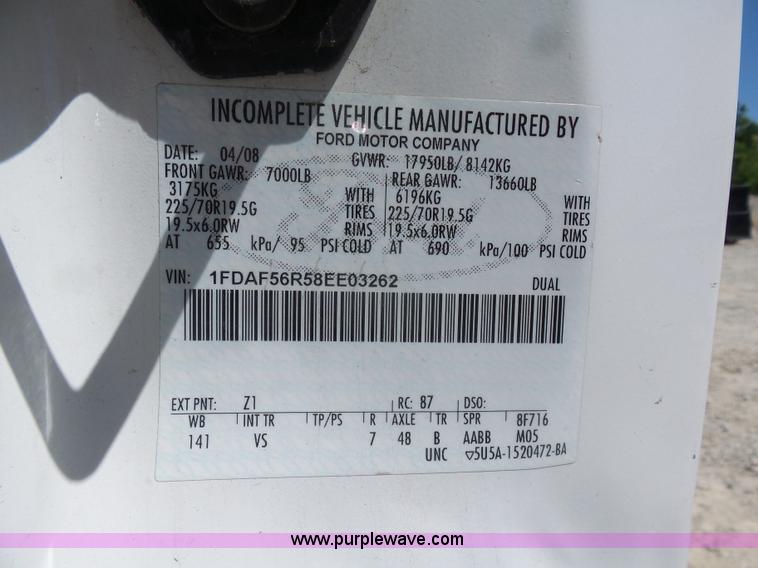 INCOMPLETE VEHICLE MANUFACTURED BY
FORD MOTOR COMPANY
DATE: 04/08 GVWR: 17950LB/ 8142KG
FRONT GAWR: 7000LB REAR GAWR: 13660LB
3175KG WITH 6196KG WITH
225/70R19.5G TIRES 225/70R19.5G TIRES
19.5x6.0RW RIMS 19.5x6.0RW RIMS
AT 655 kPa/ 95 PSI COLD AT 690 kPa/100 PSI COLD
VIN: 1FDAF56R58EE03262 DUAL
EXT PNT: Z1 RC: 87 DSO:
WB INT TR TP/PS R AXLE TR SPR 8F716
141 VS 7 48 B AABB M05
UNC ▽5U5A-1520472-BA
www.purplewave.com